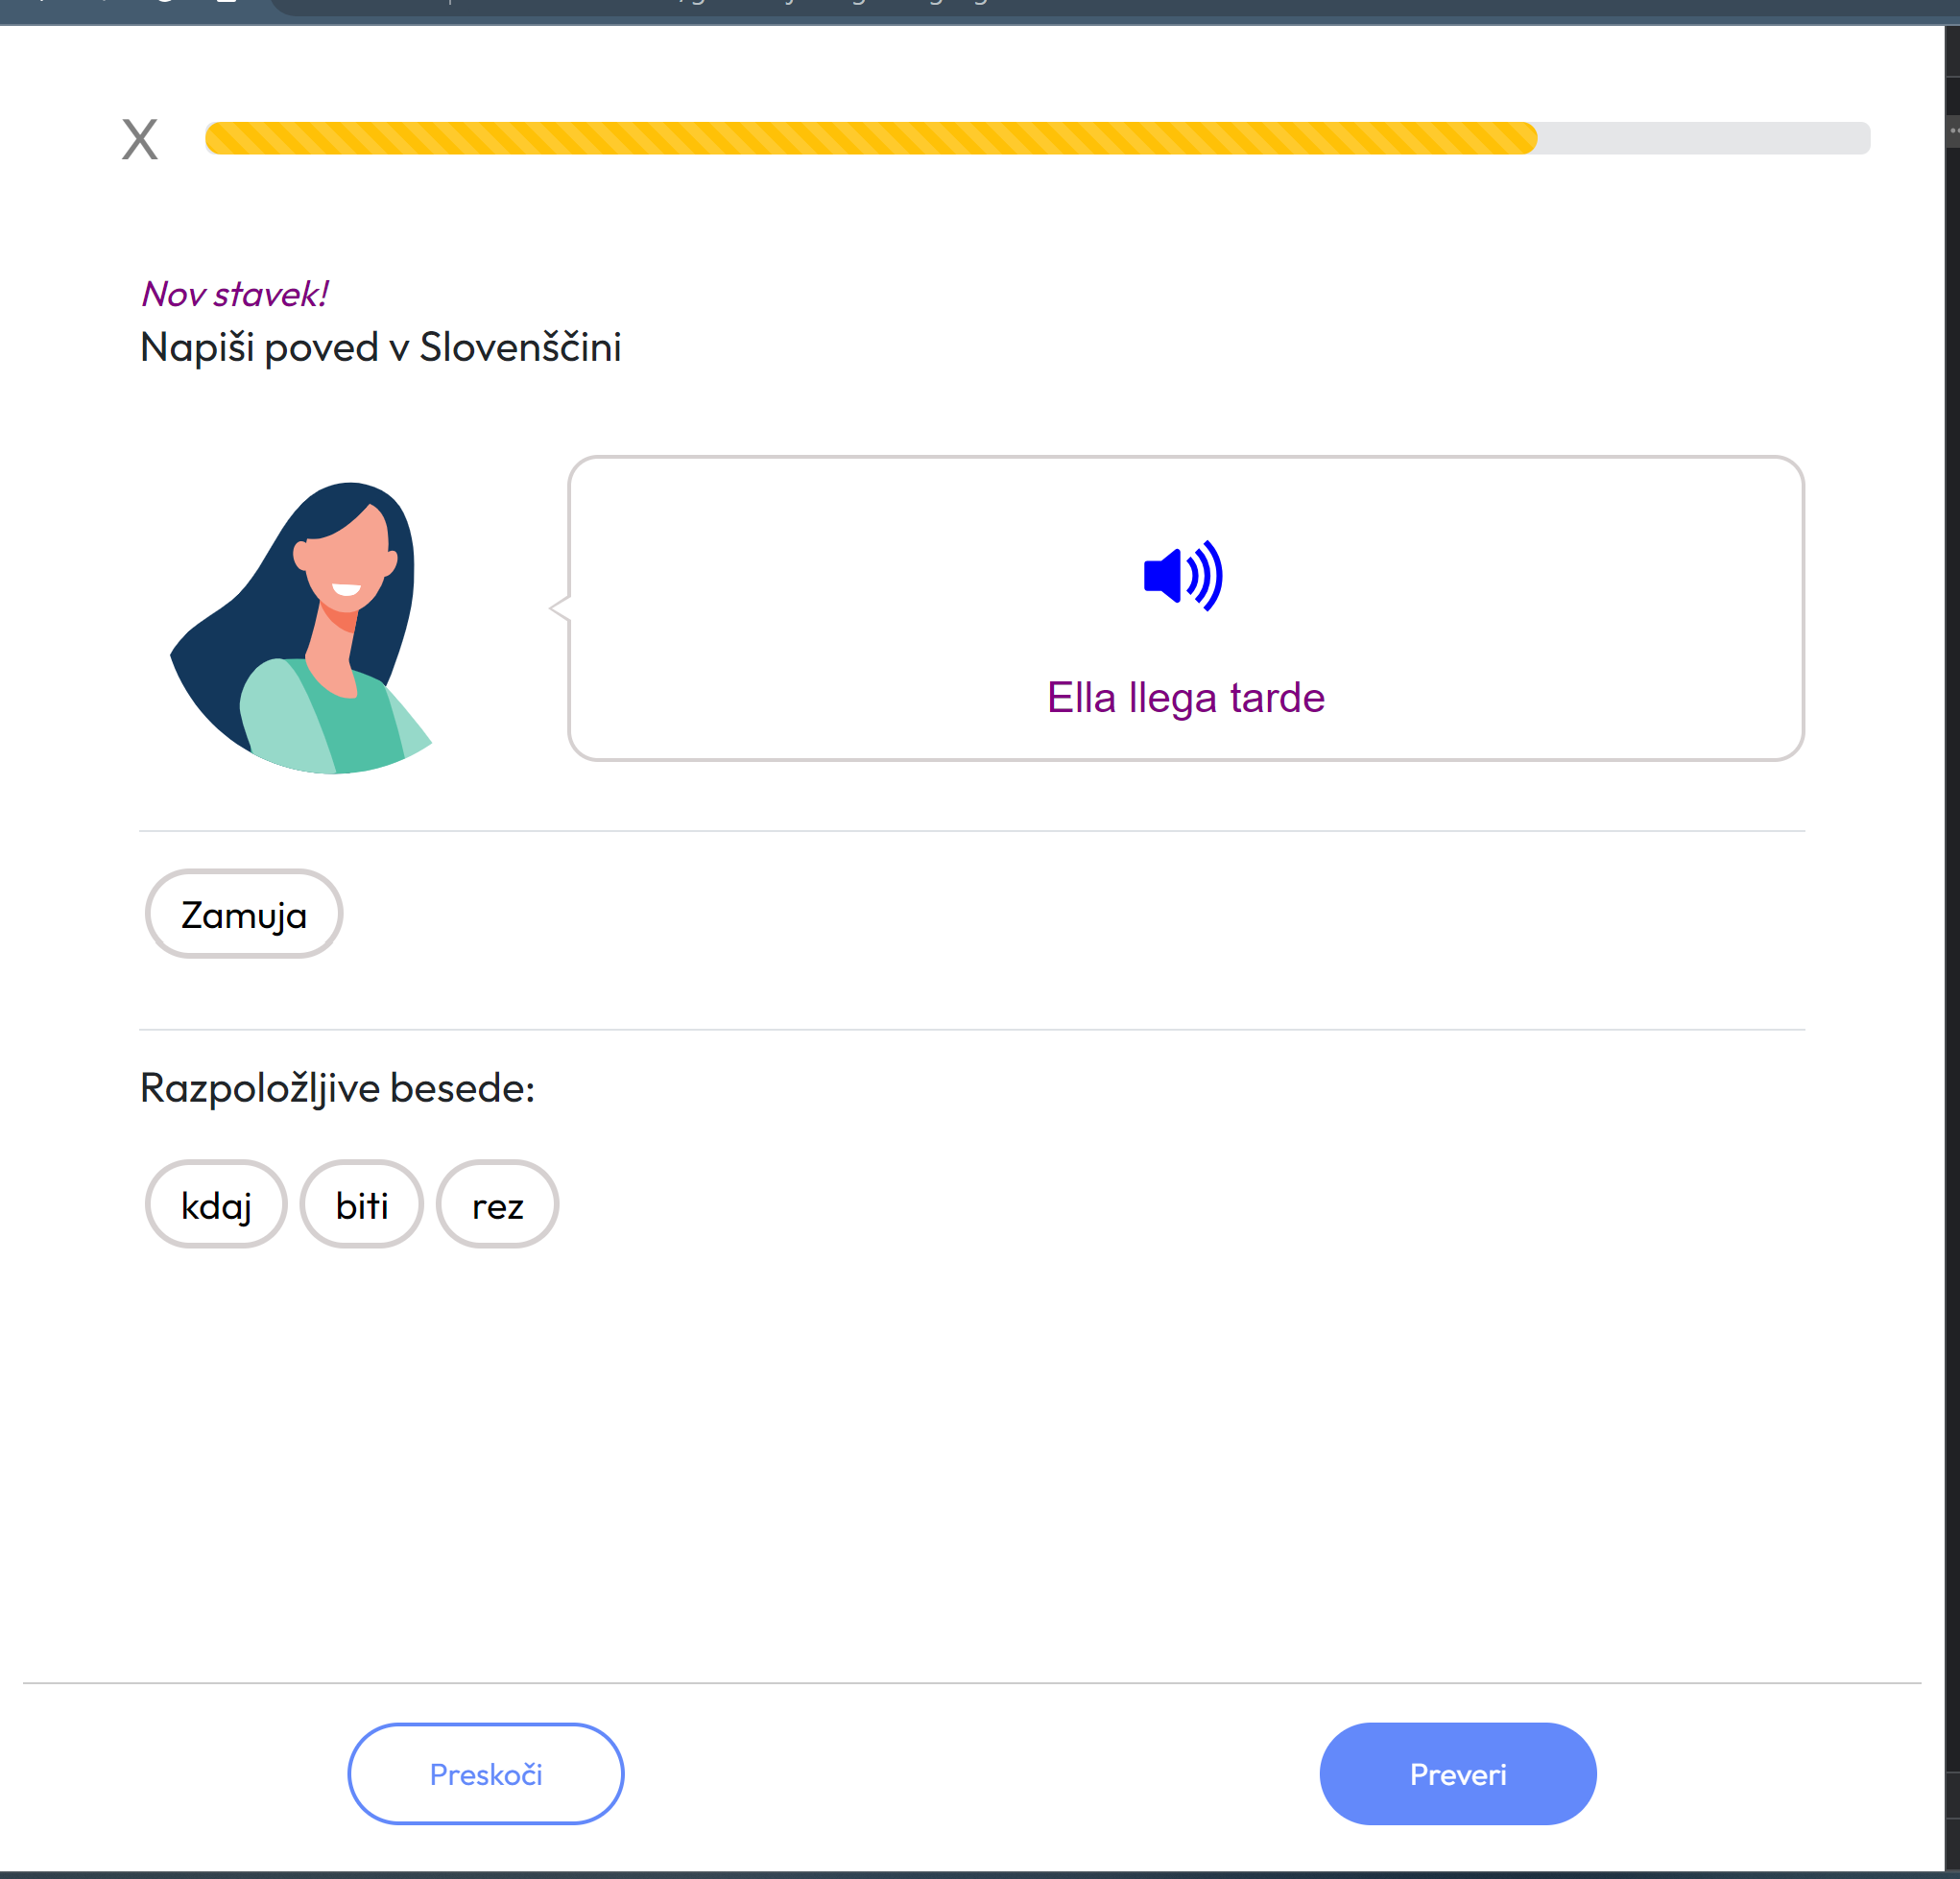 X
Nov stavek!
Napiši poved v Slovenščini
Ella llega tarde
Zamuja
Razpoložljive besede:
kdaj biti rez
Preskoči Preveri